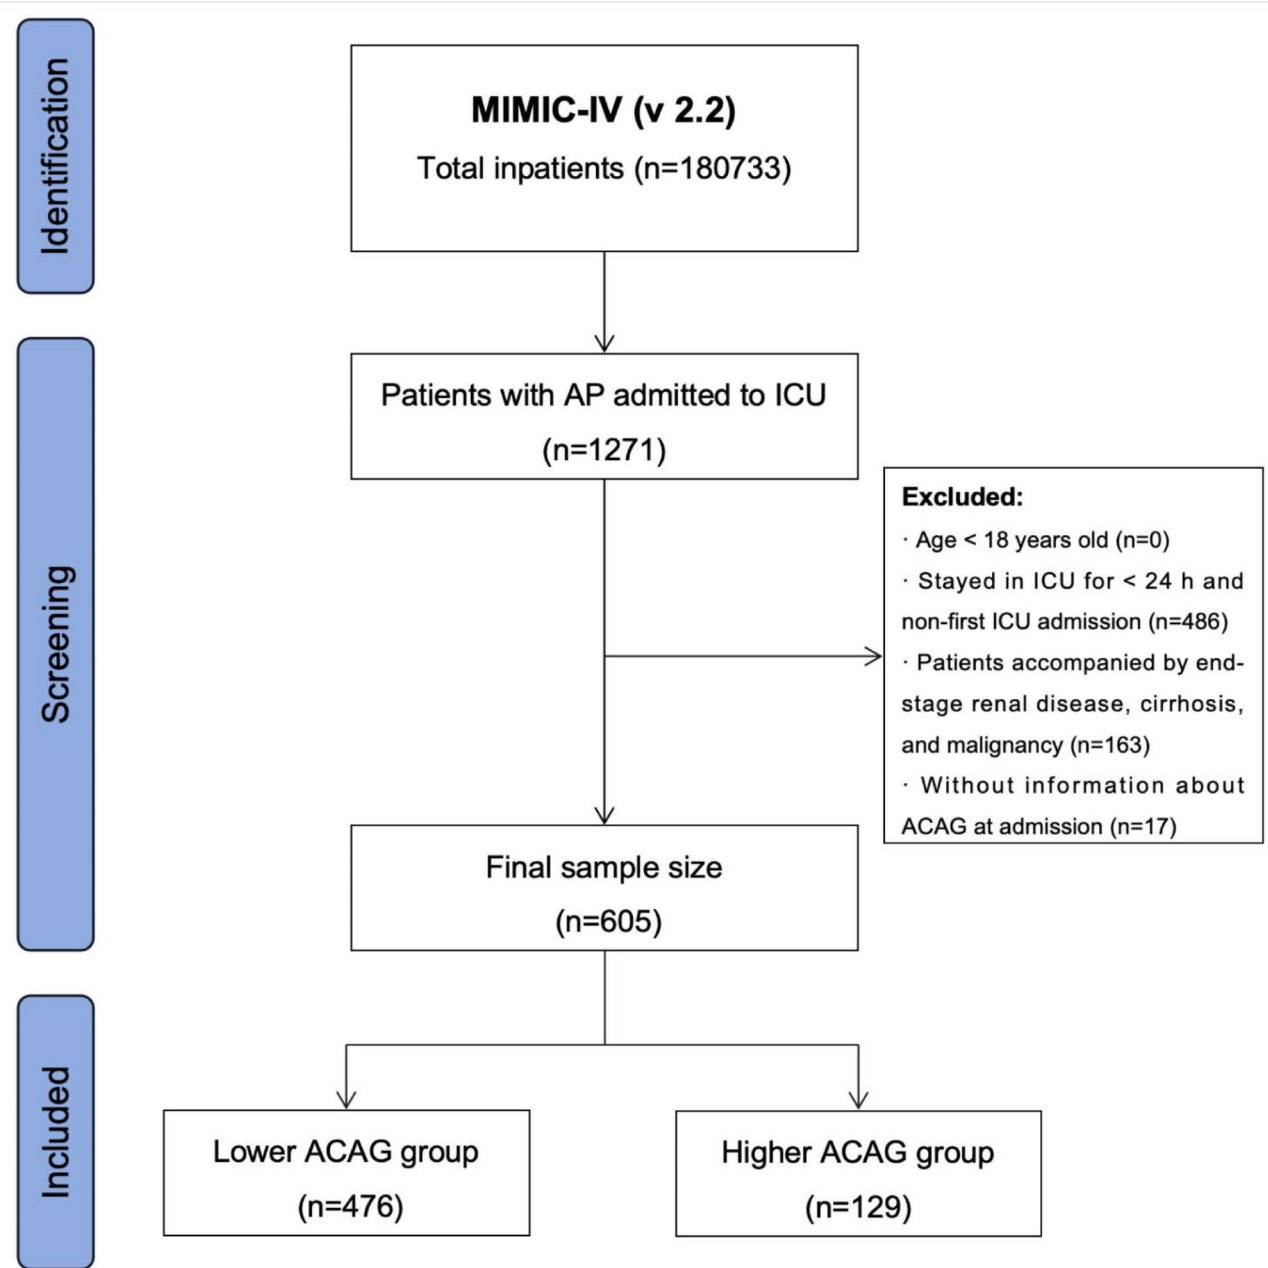 Identification
MIMIC-IV (v 2.2)
Total inpatients (n=180733)
Screening
Patients with AP admitted to ICU
(n=1271)
Excluded:
· Age < 18 years old (n=0)
· Stayed in ICU for < 24 h and
non-first ICU admission (n=486)
· Patients accompanied by end-
stage renal disease, cirrhosis,
and malignancy (n=163)
· Without information about
ACAG at admission (n=17)
Final sample size
(n=605)
Included
Lower ACAG group
(n=476)
Higher ACAG group
(n=129)